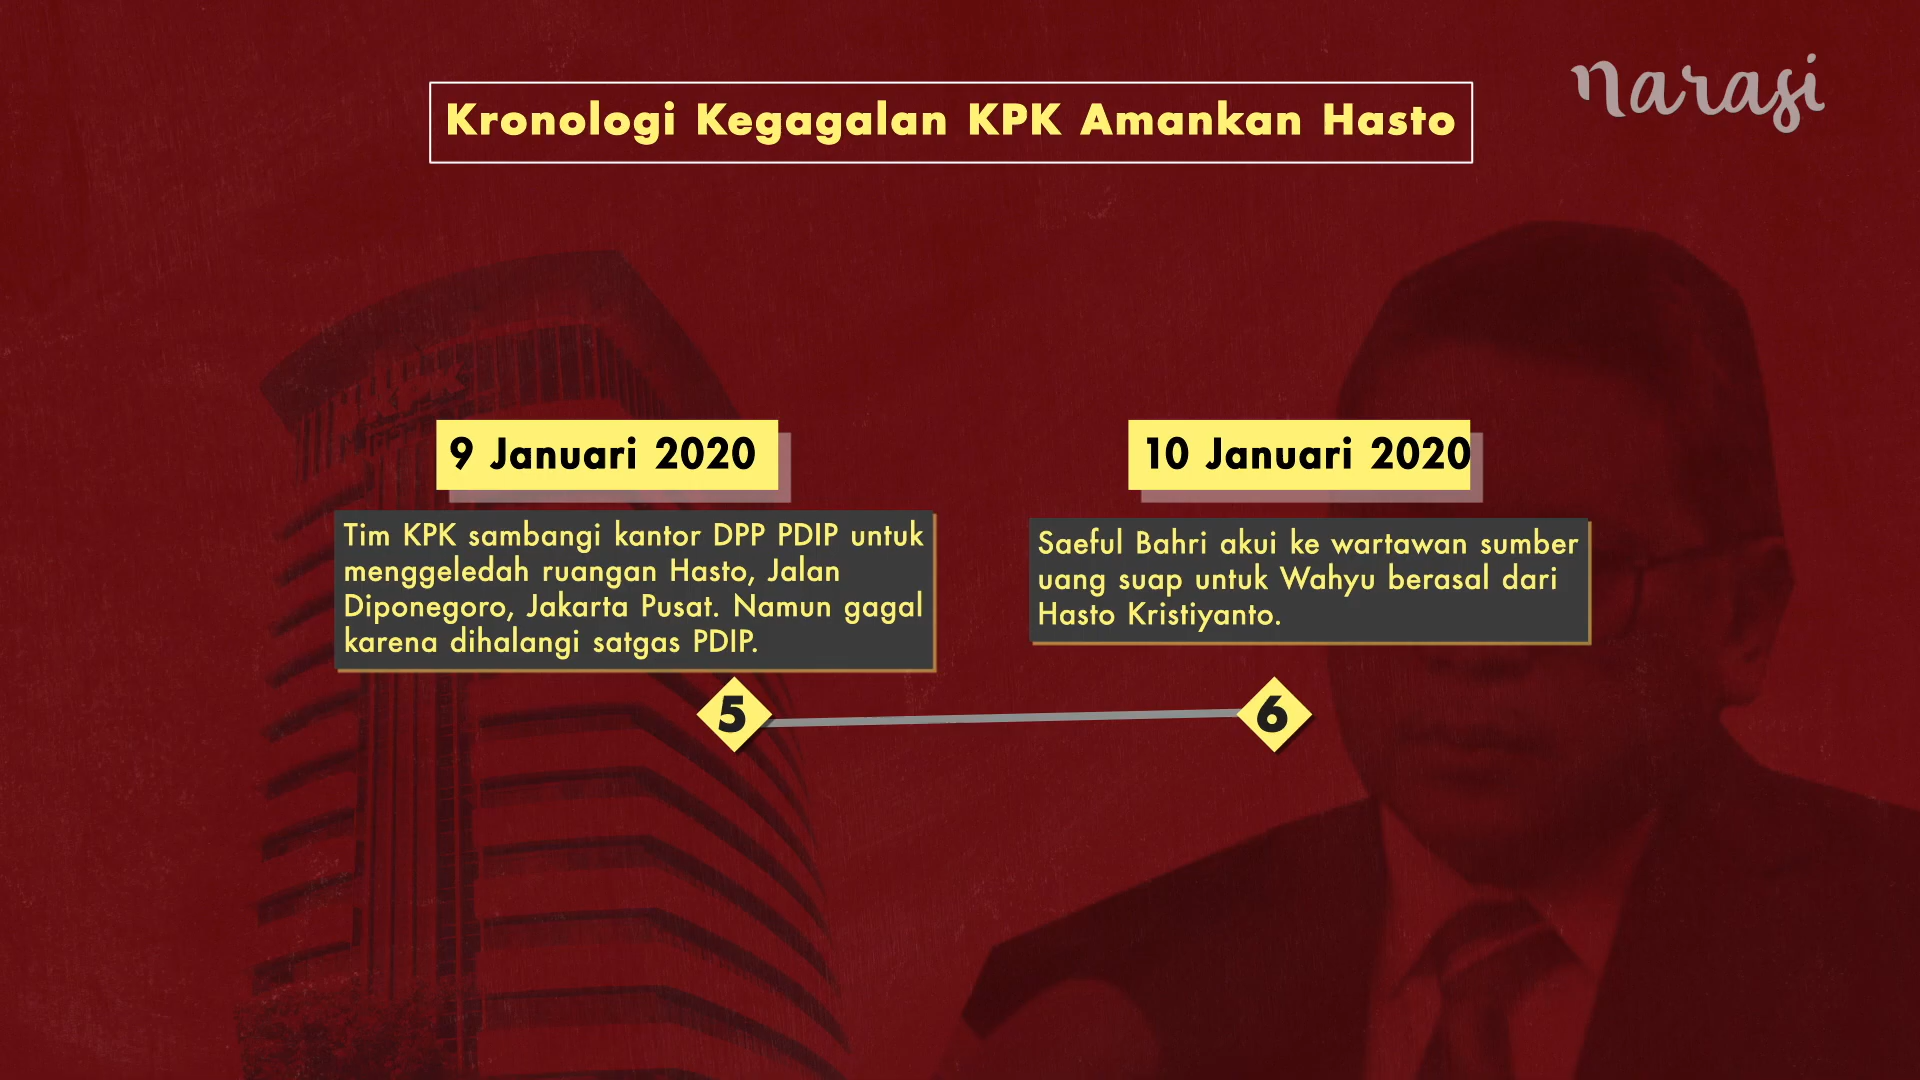 narasi
Kronologi Kegagalan KPK Amankan Hasto
9 Januari 2020
Tim KPK sambangi kantor DPP PDIP untuk
menggeledah ruangan Hasto, Jalan
Diponegoro, Jakarta Pusat. Namun gagal
karena dihalangi satgas PDIP.
5
10 Januari 2020
Saeful Bahri akui ke wartawan sumber
uang suap untuk Wahyu berasal dari
Hasto Kristiyanto.
6
KPK